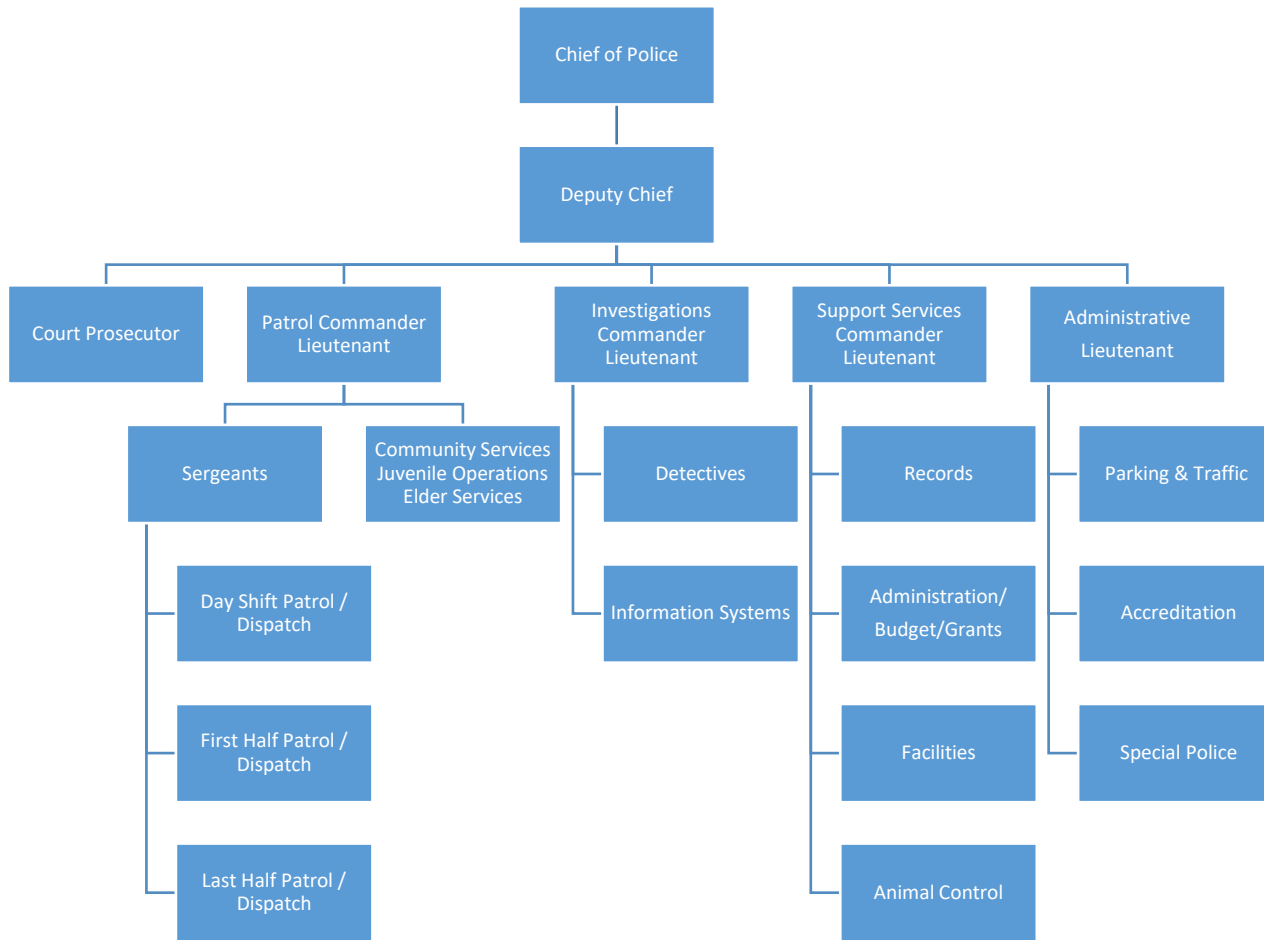 Chief of Police
Deputy Chief
Court Prosecutor
Patrol Commander
Lieutenant
Investigations
Commander
Lieutenant
Support Services
Commander
Lieutenant
Administrative
Lieutenant
Sergeants
Community Services
Juvenile Operations
Elder Services
Detectives
Records
Parking & Traffic
Day Shift Patrol /
Dispatch
Information Systems
Administration/
Budget/Grants
Accreditation
First Half Patrol /
Dispatch
Facilities
Special Police
Last Half Patrol /
Dispatch
Animal Control